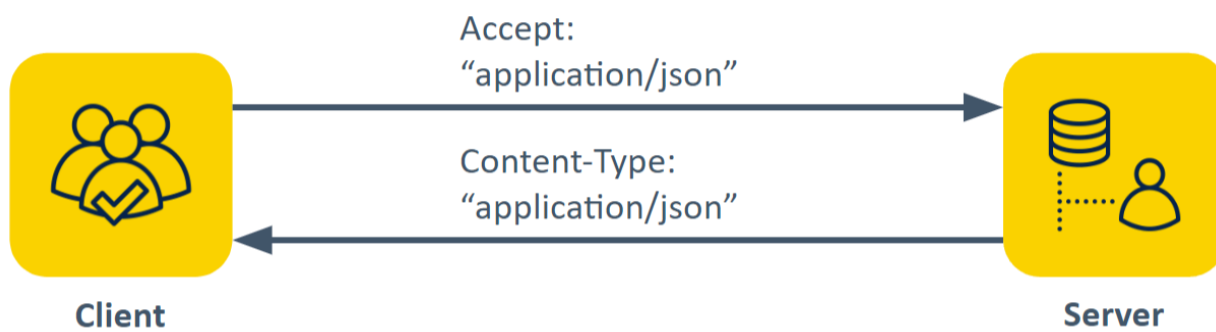 Accept:
“application/json”
Content-Type:
“application/json”
Client
Server